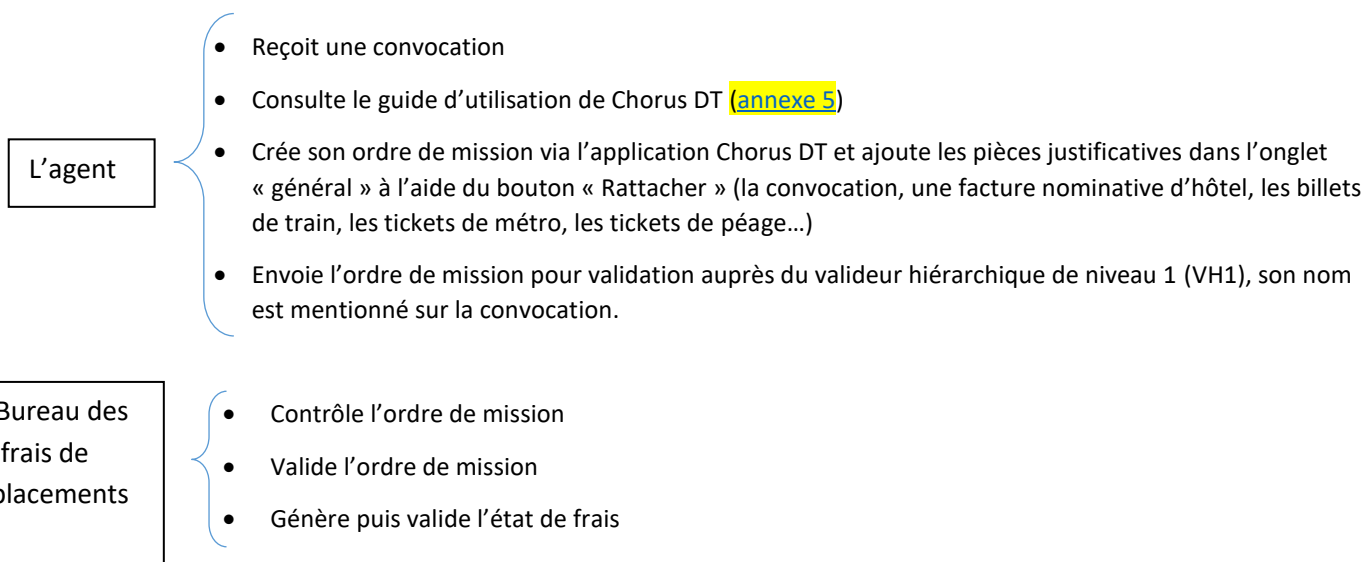 Reçoit une convocation
Consulte le guide d’utilisation de Chorus DT (annexe 5)
L’agent
Crée son ordre de mission via l’application Chorus DT et ajoute les pièces justificatives dans l’onglet
« général » à l’aide du bouton « Rattacher » (la convocation, une facture nominative d’hôtel, les billets
de train, les tickets de métro, les tickets de péage…)
Envoie l’ordre de mission pour validation auprès du valideur hiérarchique de niveau 1 (VH1), son nom
est mentionné sur la convocation.
Bureau des
frais de
placements
Contrôle l’ordre de mission
Valide l’ordre de mission
Génère puis valide l’état de frais